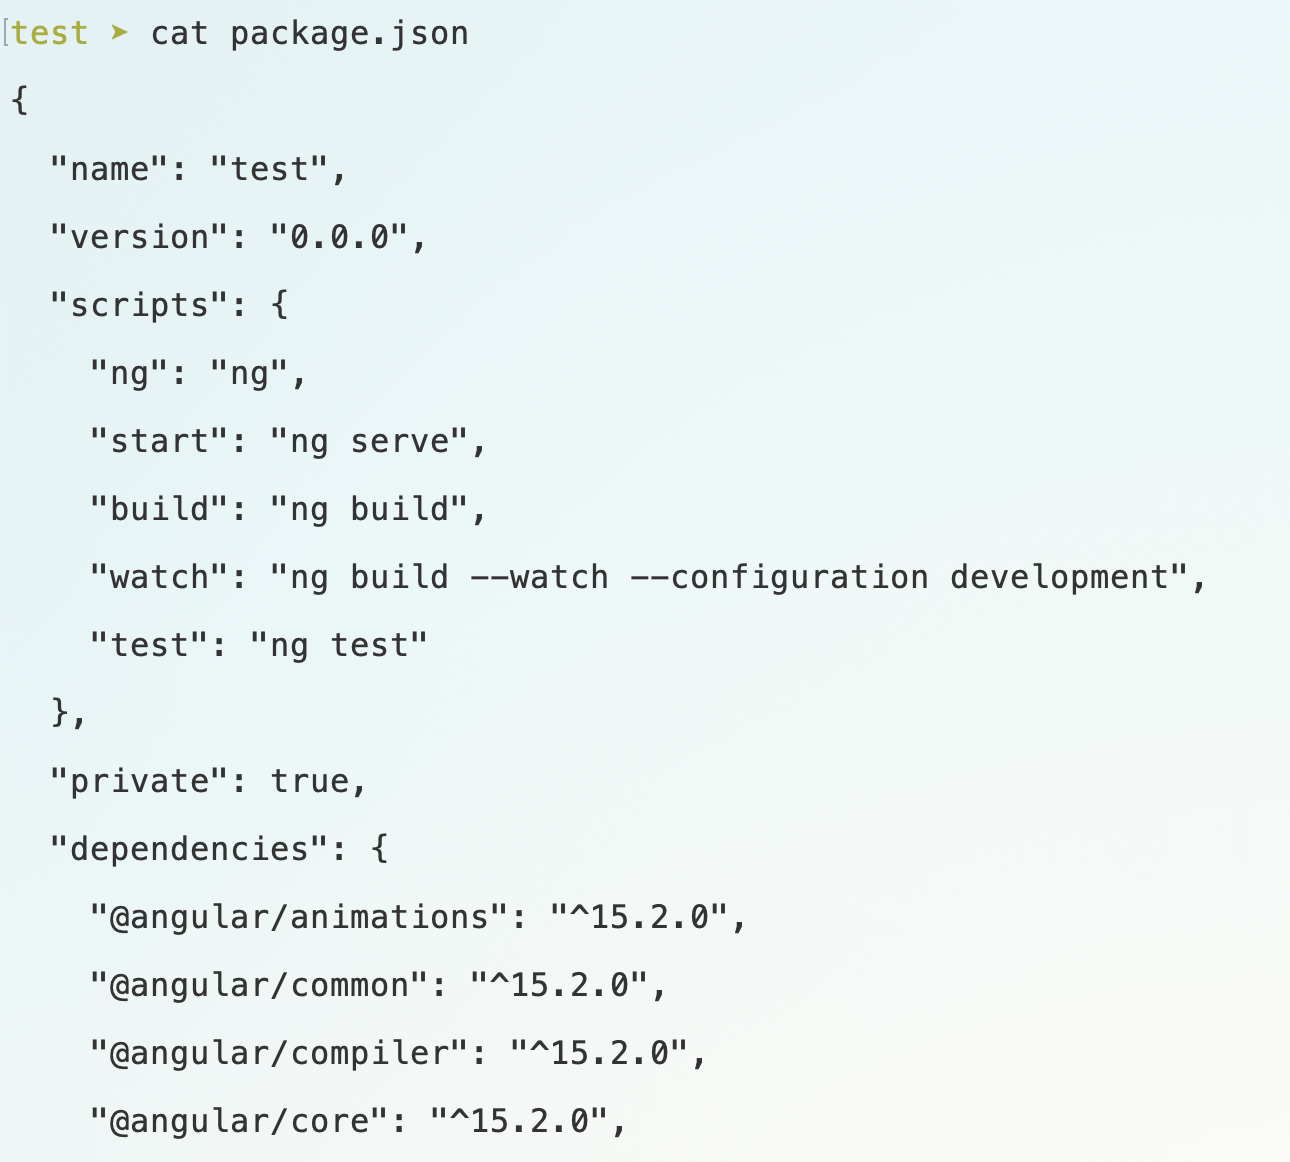 test ➤ cat package.json
{
  "name": "test",
  "version": "0.0.0",
  "scripts": {
    "ng": "ng",
    "start": "ng serve",
    "build": "ng build",
    "watch": "ng build --watch --configuration development",
    "test": "ng test"
  },
  "private": true,
  "dependencies": {
    "@angular/animations": "^15.2.0",
    "@angular/common": "^15.2.0",
    "@angular/compiler": "^15.2.0",
    "@angular/core": "^15.2.0",